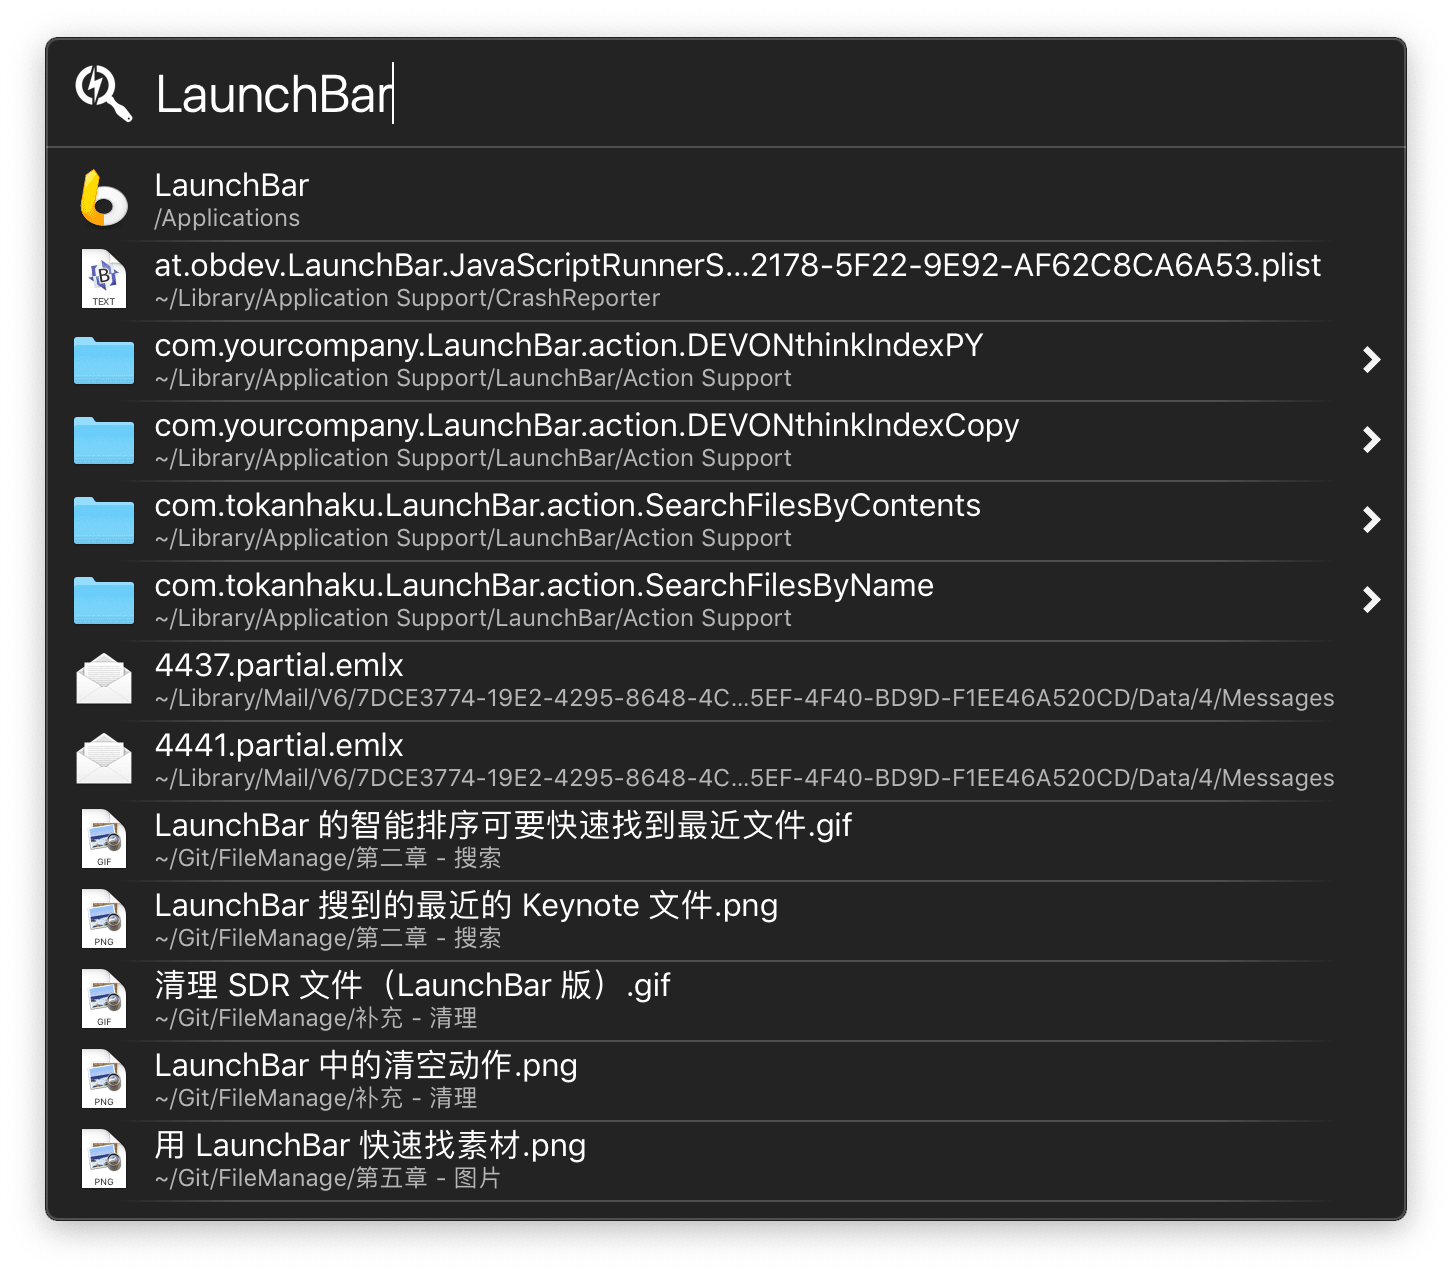 LaunchBar
LaunchBar
/Applications
at.obdev.LaunchBar.JavaScriptRunnerS...2178-5F22-9E92-AF62C8CA6A53.plist
TEXT
~/Library/Application Support/CrashReporter
com.yourcompany.LaunchBar.action.DEVONthinkIndexPY
~/Library/Application Support/LaunchBar/Action Support
com.yourcompany.LaunchBar.action.DEVONthinkIndexCopy
~/Library/Application Support/LaunchBar/Action Support
com.tokanhaku.LaunchBar.action.SearchFilesByContents
~/Library/Application Support/LaunchBar/Action Support
com.tokanhaku.LaunchBar.action.SearchFilesByName
~/Library/Application Support/LaunchBar/Action Support
4437.partial.emlx
~/Library/Mail/V6/7DCE3774-19E2-4295-8648-4C...5EF-4F40-BD9D-F1EE46A520CD/Data/4/Messages
4441.partial.emlx
~/Library/Mail/V6/7DCE3774-19E2-4295-8648-4C...5EF-4F40-BD9D-F1EE46A520CD/Data/4/Messages
LaunchBar 的智能排序可要快速找到最近文件.gif
GIF
~/Git/FileManage/第二章 - 搜索
LaunchBar 搜到的最近的 Keynote 文件.png
PNG
~/Git/FileManage/第二章 - 搜索
清理 SDR 文件（LaunchBar 版）.gif
GIF
~/Git/FileManage/补充 - 清理
LaunchBar 中的清空动作.png
PNG
~/Git/FileManage/补充 - 清理
用 LaunchBar 快速找素材.png
PNG
~/Git/FileManage/第五章 - 图片